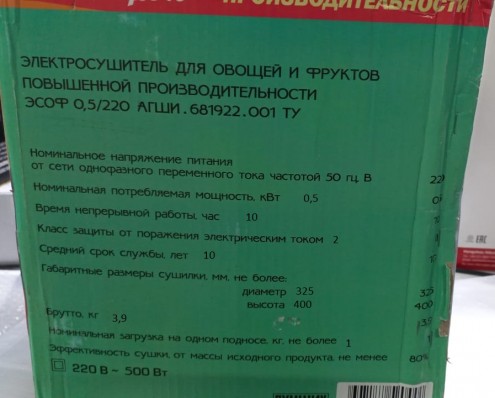 ПРОИЗВОДИТЕЛЬНОСТИ
ЭЛЕКТРОСУШИТЕЛЬ ДЛЯ ОВОЩЕЙ И ФРУКТОВ
ПОВЫШЕННОЙ ПРОИЗВОДИТЕЛЬНОСТИ
ЭСОФ 0,5/220 АГШИ.681922.001 ТУ
Номинальное напряжение питания
от сети однофазного переменного тока частотой 50 гц, В 22
Номинальная потребляемая мощность, кВт 0,5
Время непрерывной работы, час 10
Класс защиты от поражения электрическим током 2
Средний срок службы, лет 10
Габаритные размеры сушилки, мм, не более:
диаметр 325 325
высота 400 400
Брутто, кг 3,9
Номинальная загрузка на одном подносе, кг, не более 1
Эффективность сушки, от массы исходного продукта, не менее 80%
220 В - 500 Вт